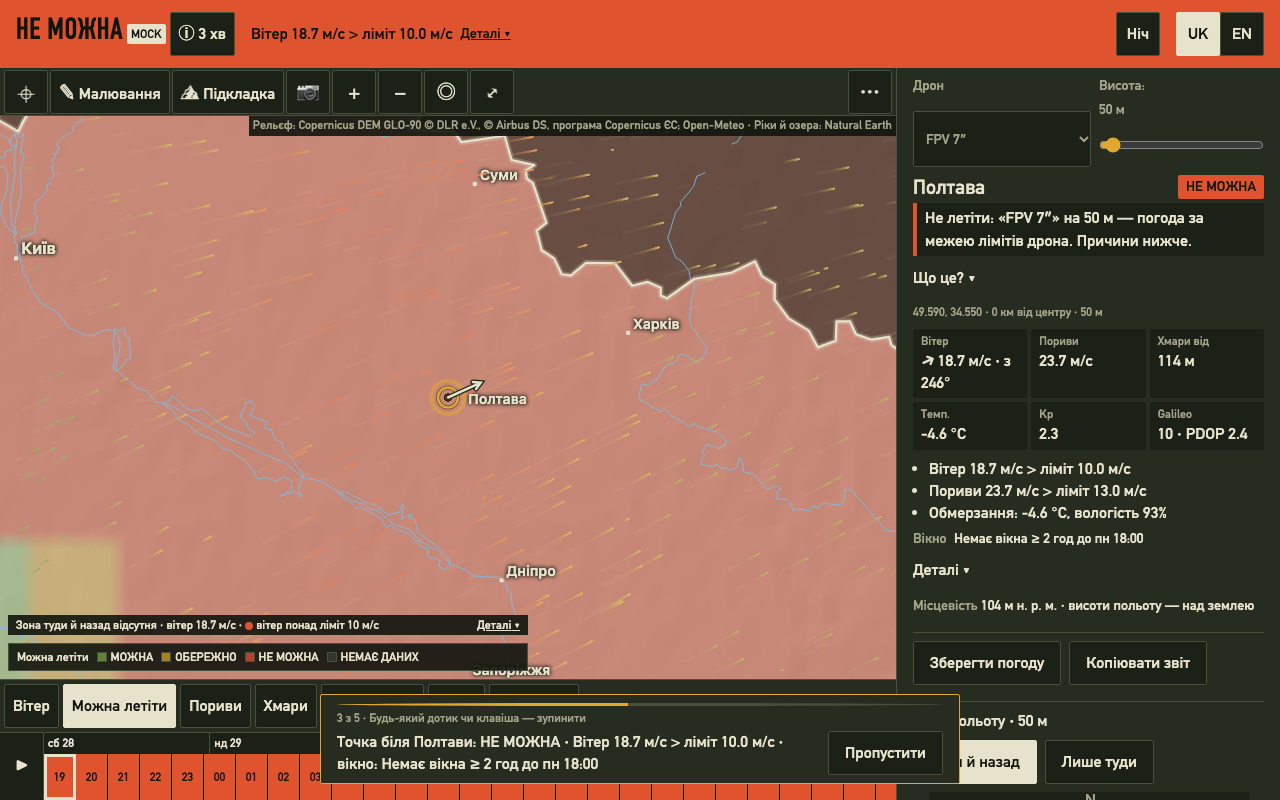 НЕ МОЖНА МОСК ⓘ 3 хв Вітер 18.7 м/с > ліміт 10.0 м/с Деталі ▾ Ніч UK EN
Малювання Підкладка + − ⤢ ···
Рельєф: Copernicus DEM GLO-90 © DLR e.V., © Airbus DS, програма Copernicus ЄС; Open-Meteo · Ріки й озера: Natural Earth
Суми
Київ
Харків
Полтава
Дніпро
Запоріжжя
Зона туди й назад відсутня · вітер 18.7 м/с · вітер понад ліміт 10 м/с Деталі ▾
Можна летіти МОЖНА ОБЕРЕЖНО НЕ МОЖНА НЕМАЄ ДАНИХ
Вітер Можна летіти Пориви Хмари
сб 28 нд 29
19 20 21 22 23 00 01 02 03
3 з 5 · Будь-який дотик чи клавіша — зупинити
Точка біля Полтави: НЕ МОЖНА · Вітер 18.7 м/с > ліміт 10.0 м/с ·
вікно: Немає вікна ≥ 2 год до пн 18:00
Пропустити
Дрон Висота:
50 м
FPV 7″
Полтава НЕ МОЖНА
Не летіти: «FPV 7″» на 50 м — погода за
межею лімітів дрона. Причини нижче.
Що це? ▾
49.590, 34.550 · 0 км від центру · 50 м
Вітер Пориви Хмари від
18.7 м/с · з 23.7 м/с 114 м
246°
Темп. Kp Galileo
-4.6 °C 2.3 10 · PDOP 2.4
• Вітер 18.7 м/с > ліміт 10.0 м/с
• Пориви 23.7 м/с > ліміт 13.0 м/с
• Обмерзання: -4.6 °C, вологість 93%
Вікно Немає вікна ≥ 2 год до пн 18:00
Деталі ▾
Місцевість 104 м н. р. м. · висоти польоту — над землею
Зберегти погоду Копіювати звіт
ольоту · 50 м
й назад Лише туди
N